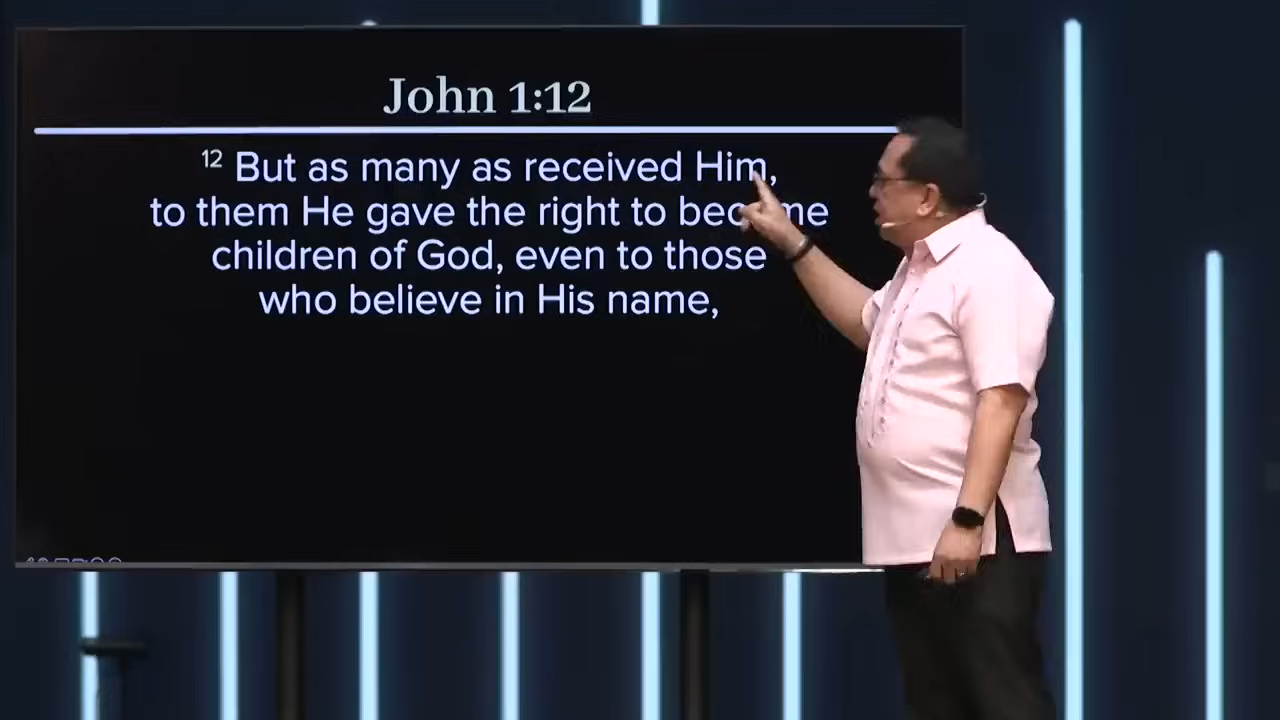 John 1:12
12 But as many as received Him,
to them He gave the right to become
children of God, even to those
who believe in His name,